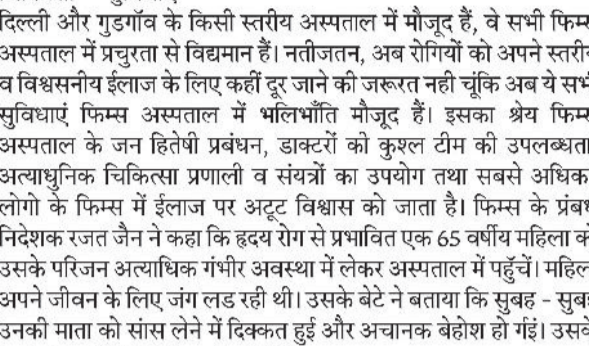 दिल्ली और गुडगाँव के किसी स्तरीय अस्पताल में मौजूद हैं, वे सभी फिम्स
अस्पताल में प्रचुरता से विद्यमान हैं। नतीजतन, अब रोगियों को अपने स्तरी
व विश्वसनीय ईलाज के लिए कहीं दूर जाने की जरूरत नही चूंकि अब ये सभी
सुविधाएं फिम्स अस्पताल में भलिभाँति मौजूद हैं। इसका श्रेय फिम्स
अस्पताल के जन हितेषी प्रबंधन, डाक्टरों को कुश्ल टीम की उपलब्धता
अत्याधुनिक चिकित्सा प्रणाली व संयत्रों का उपयोग तथा सबसे अधिक
लोगो के फिम्स में ईलाज पर अटूट विश्वास को जाता है। फिम्स के प्रबंध
निदेशक रजत जैन ने कहा कि हृदय रोग से प्रभावित एक 65 वर्षीय महिला को
उसके परिजन अत्याधिक गंभीर अवस्था में लेकर अस्पताल में पहुँचें। महिल
अपने जीवन के लिए जंग लड रही थी। उसके बेटे ने बताया कि सुबह - सुबह
उनकी माता को सांस लेने में दिक्कत हुई और अचानक बेहोश हो गईं। उसके